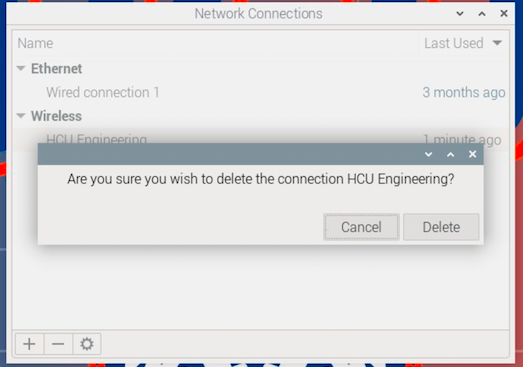 Network Connections
Name Last Used
Ethernet
Wired connection 1 3 months ago
Wireless
HCU Engineering 1 minute ago
Are you sure you wish to delete the connection HCU Engineering?
Cancel Delete